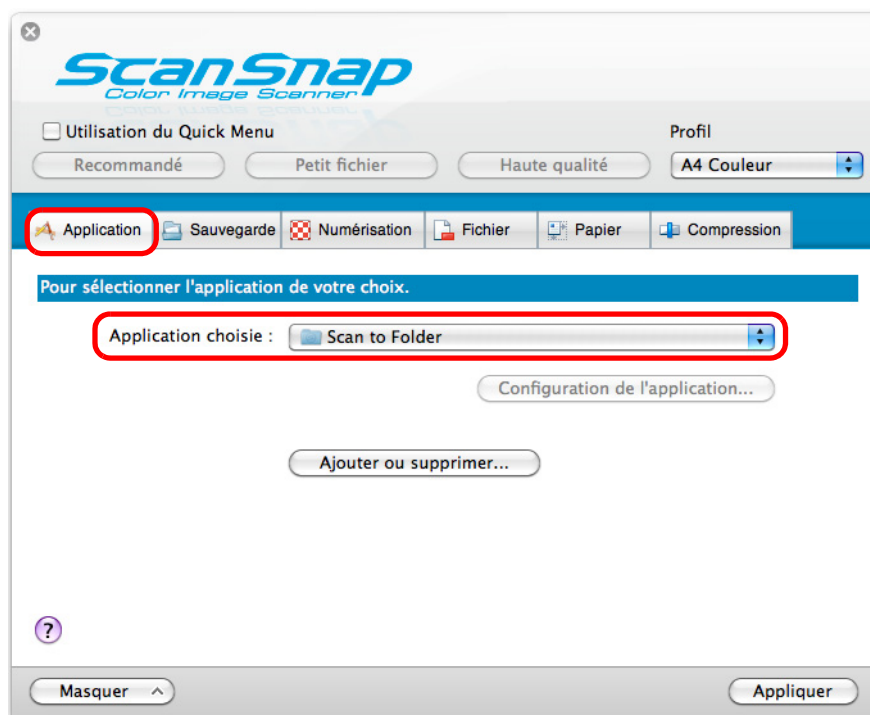 ScanSnap
Color Image Scanner
Utilisation du Quick Menu
Profil
Recommandé
Petit fichier
Haute qualité
A4 Couleur
Application
Sauvegarde
Numérisation
Fichier
Papier
Compression
Pour sélectionner l'application de votre choix.
Application choisie :
Scan to Folder
Configuration de l'application...
Ajouter ou supprimer...
?
Masquer
Appliquer